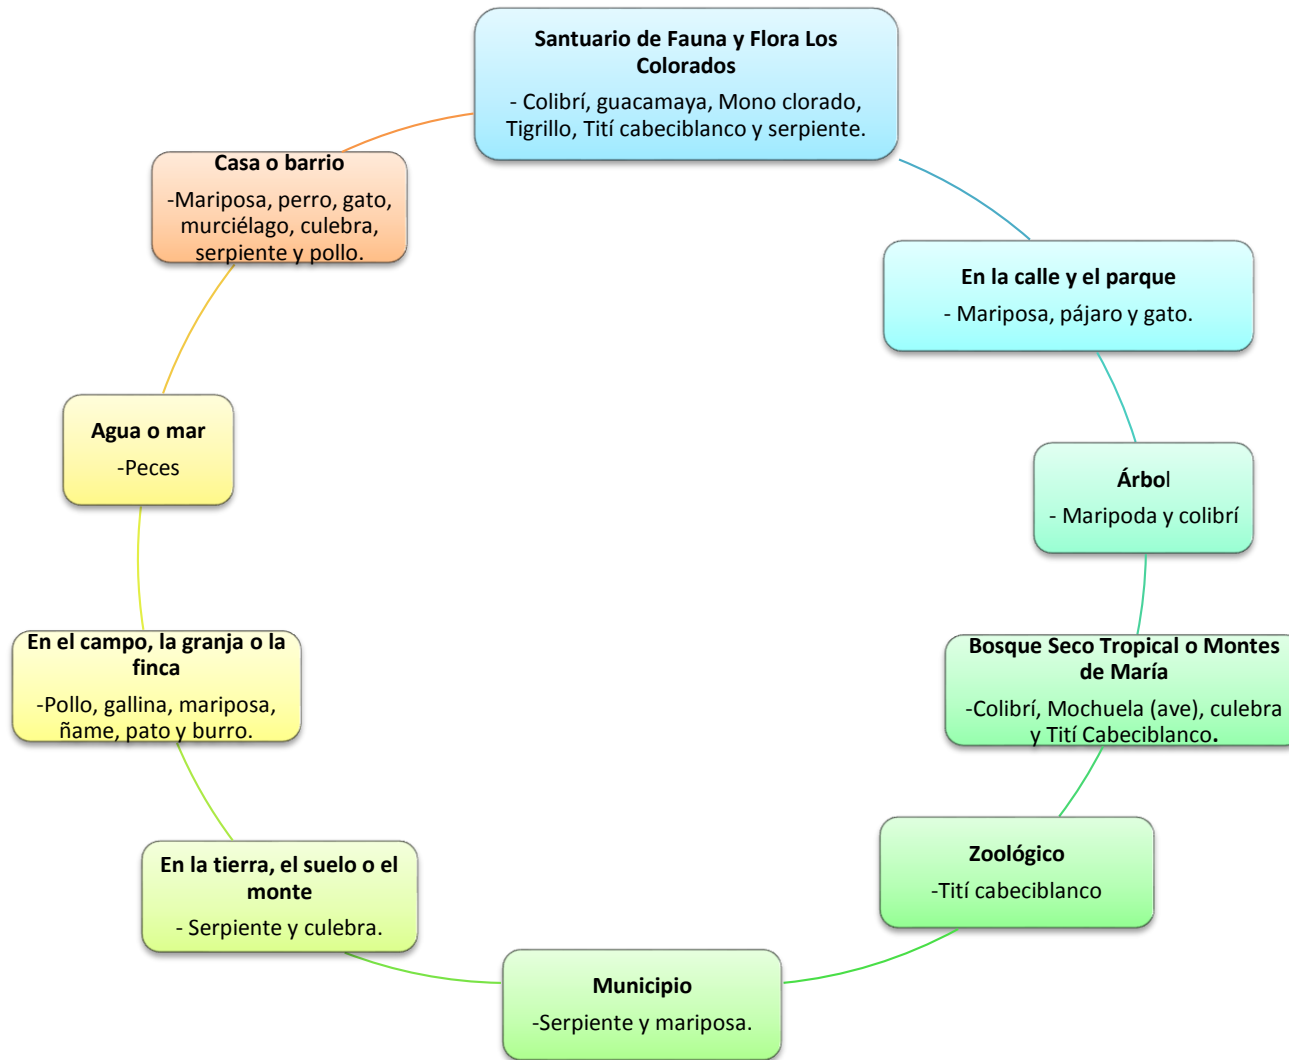 Santuario de Fauna y Flora Los
Colorados
- Colibrí, guacamaya, Mono clorado,
Tigrillo, Tití cabeciblanco y serpiente.
En la calle y el parque
- Mariposa, pájaro y gato.
Árbol
- Maripoda y colibrí
Bosque Seco Tropical o Montes
de María
-Colibrí, Mochuela (ave), culebra
y Tití Cabeciblanco.
Zoológico
-Tití cabeciblanco
Municipio
-Serpiente y mariposa.
En la tierra, el suelo o el
monte
- Serpiente y culebra.
En el campo, la granja o la
finca
-Pollo, gallina, mariposa,
ñame, pato y burro.
Agua o mar
-Peces
Casa o barrio
-Mariposa, perro, gato,
murciélago, culebra,
serpiente y pollo.